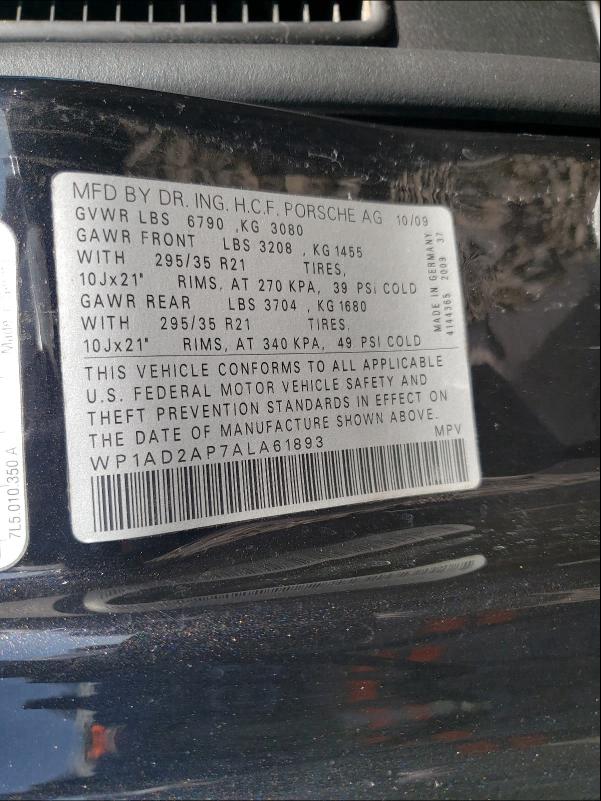 MFD BY DR. ING. H.C.F. PORSCHE AG 10/09
GVWR LBS 6790 ,KG 3080
GAWR FRONT LBS 3208 , KG 1455
WITH 295/35 R21 TIRES,
10Jx21" RIMS, AT 270 KPA, 39 PSi COLD
GAWR REAR LBS 3704 , KG 1680
WITH 295/35 R21 TIRES,
10Jx21" RIMS, AT 340 KPA, 49 PSI COLD
MADE IN GERMANY
4144365 2009 37
THIS VEHICLE CONFORMS TO ALL APPLICABLE
U.S. FEDERAL MOTOR VEHICLE SAFETY AND
THEFT PREVENTION STANDARDS IN EFFECT ON
THE DATE OF MANUFACTURE SHOWN ABOVE.
WP1AD2AP7ALA61893 MPV
7L5.010.350 A
Made